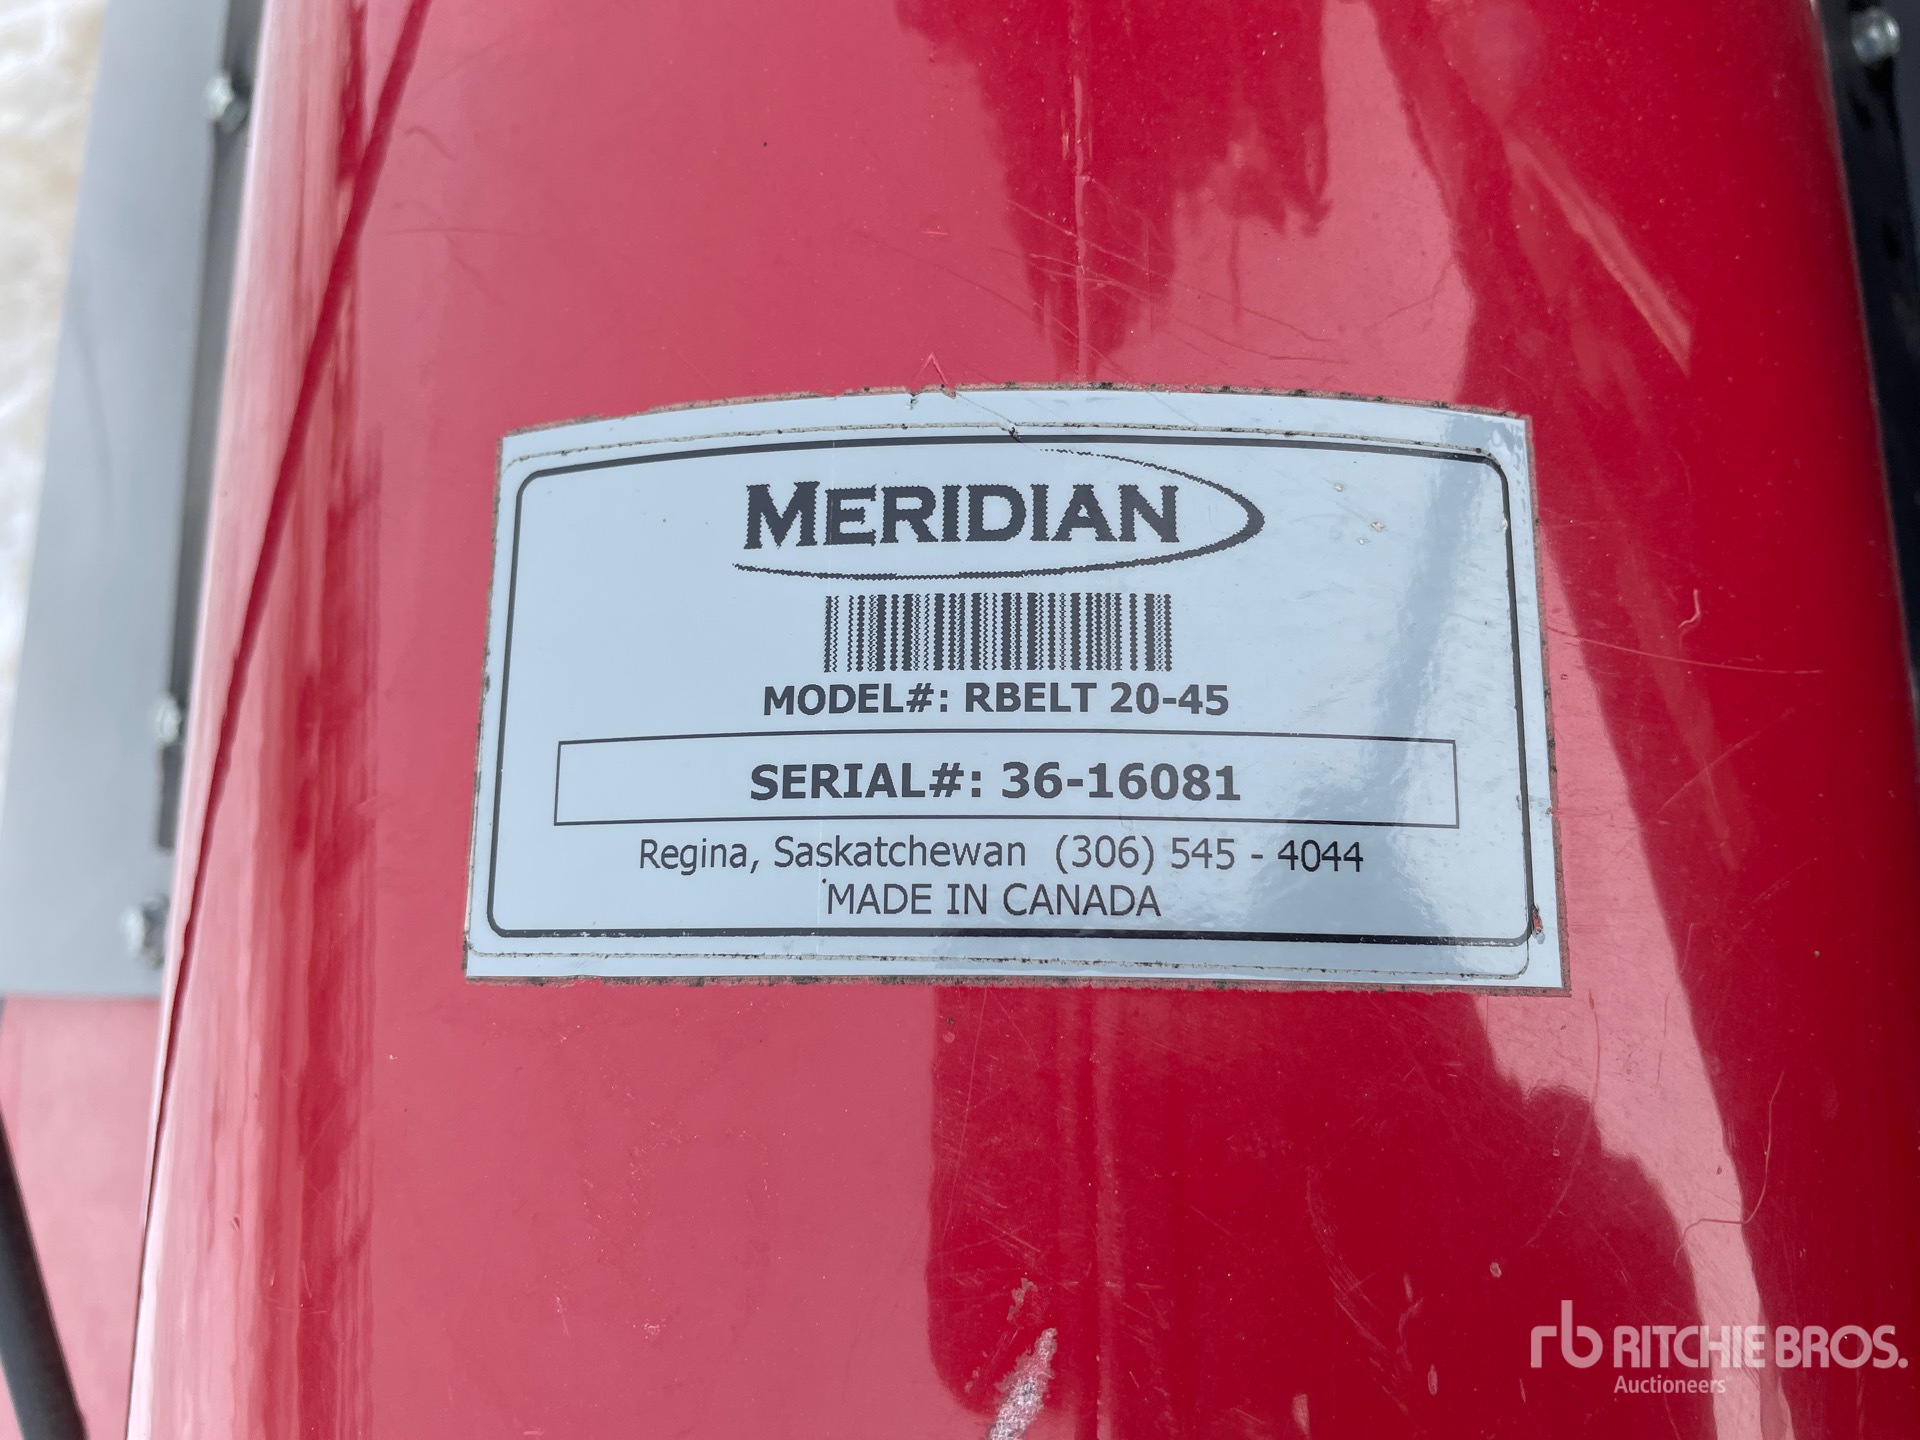 MERIDIAN
MODEL#: RBELT 20-45
SERIAL#: 36-16081
Regina, Saskatchewan (306) 545 - 4044
MADE IN CANADA
rb RITCHIE BROS.
Auctioneers